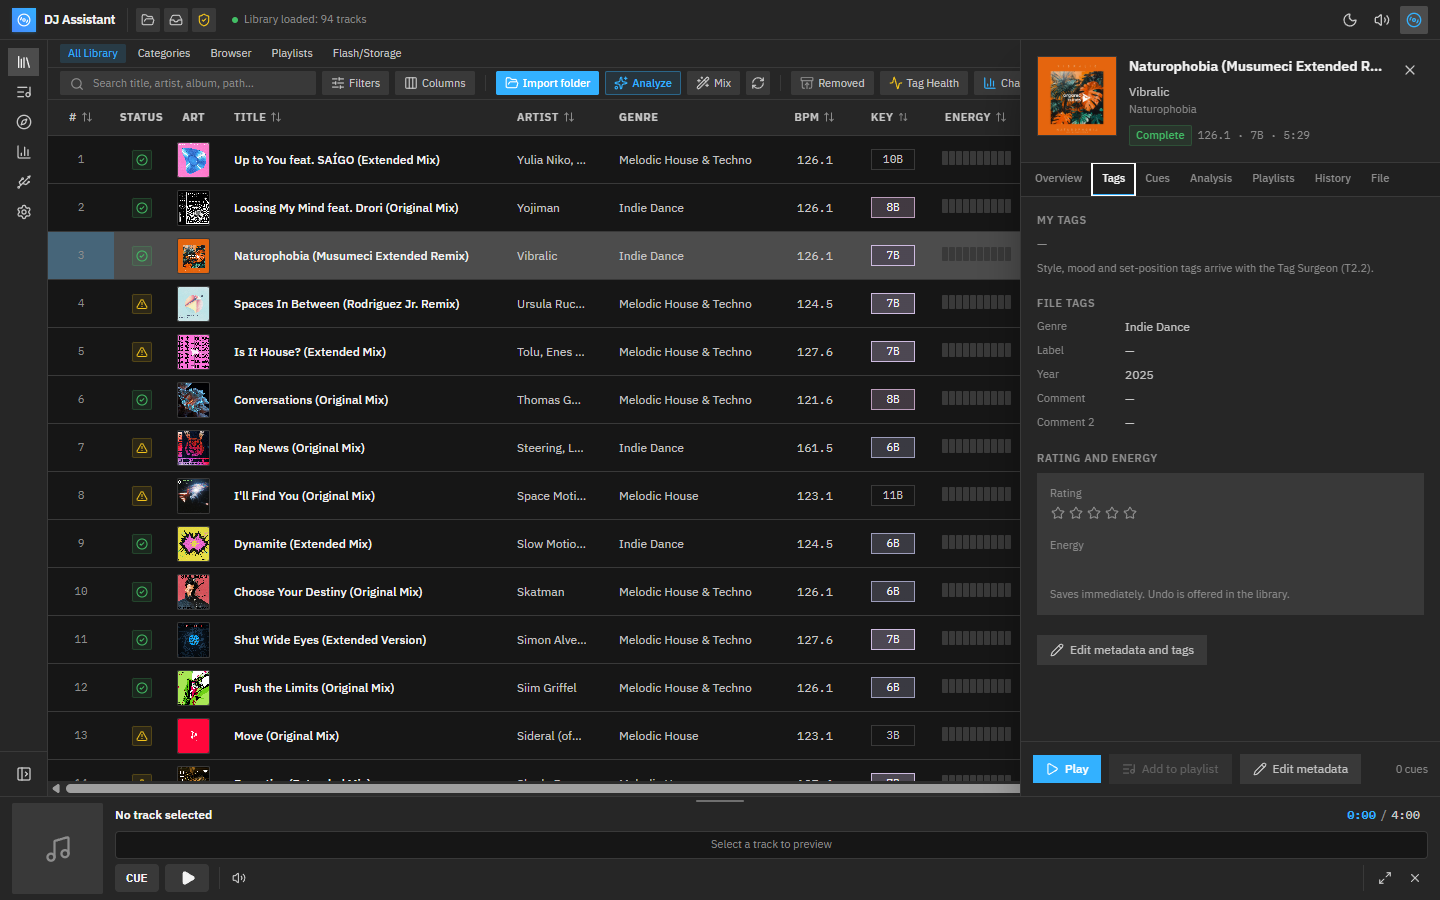 DJ Assistant
Library loaded: 94 tracks
All Library Categories Browser Playlists Flash/Storage
Search title, artist, album, path... Filters Columns Import folder Analyze Mix Removed Tag Health Cha
# STATUS ART TITLE ARTIST GENRE BPM KEY ENERGY
1 Up to You feat. SAÍGO (Extended Mix) Yulia Niko, ... Melodic House & Techno 126.1 10B
2 Loosing My Mind feat. Drori (Original Mix) Yojiman Indie Dance 126.1 8B
3 Naturophobia (Musumeci Extended Remix) Vibralic Indie Dance 126.1 7B
4 Spaces In Between (Rodriguez Jr. Remix) Ursula Ruc... Melodic House & Techno 124.5 7B
5 Is It House? (Extended Mix) Tolu, Enes ... Melodic House & Techno 127.6 7B
6 Conversations (Original Mix) Thomas G... Melodic House & Techno 121.6 8B
7 Rap News (Original Mix) Steering, L... Indie Dance 161.5 6B
8 I'll Find You (Original Mix) Space Moti... Melodic House 123.1 11B
9 Dynamite (Extended Mix) Slow Motio... Indie Dance 124.5 6B
10 Choose Your Destiny (Original Mix) Skatman Melodic House & Techno 126.1 6B
11 Shut Wide Eyes (Extended Version) Simon Alve... Melodic House & Techno 127.6 7B
12 Push the Limits (Original Mix) Siim Griffel Melodic House & Techno 126.1 6B
13 Move (Original Mix) Sideral (of... Melodic House 123.1 3B
Naturophobia (Musumeci Extended R...
Vibralic
Naturophobia
Complete 126.1 · 7B · 5:29
Overview Tags Cues Analysis Playlists History File
MY TAGS
—
Style, mood and set-position tags arrive with the Tag Surgeon (T2.2).
FILE TAGS
Genre Indie Dance
Label —
Year 2025
Comment —
Comment 2 —
RATING AND ENERGY
Rating
Energy
Saves immediately. Undo is offered in the library.
Edit metadata and tags
Play Add to playlist Edit metadata 0 cues
No track selected 0:00 / 4:00
Select a track to preview
CUE